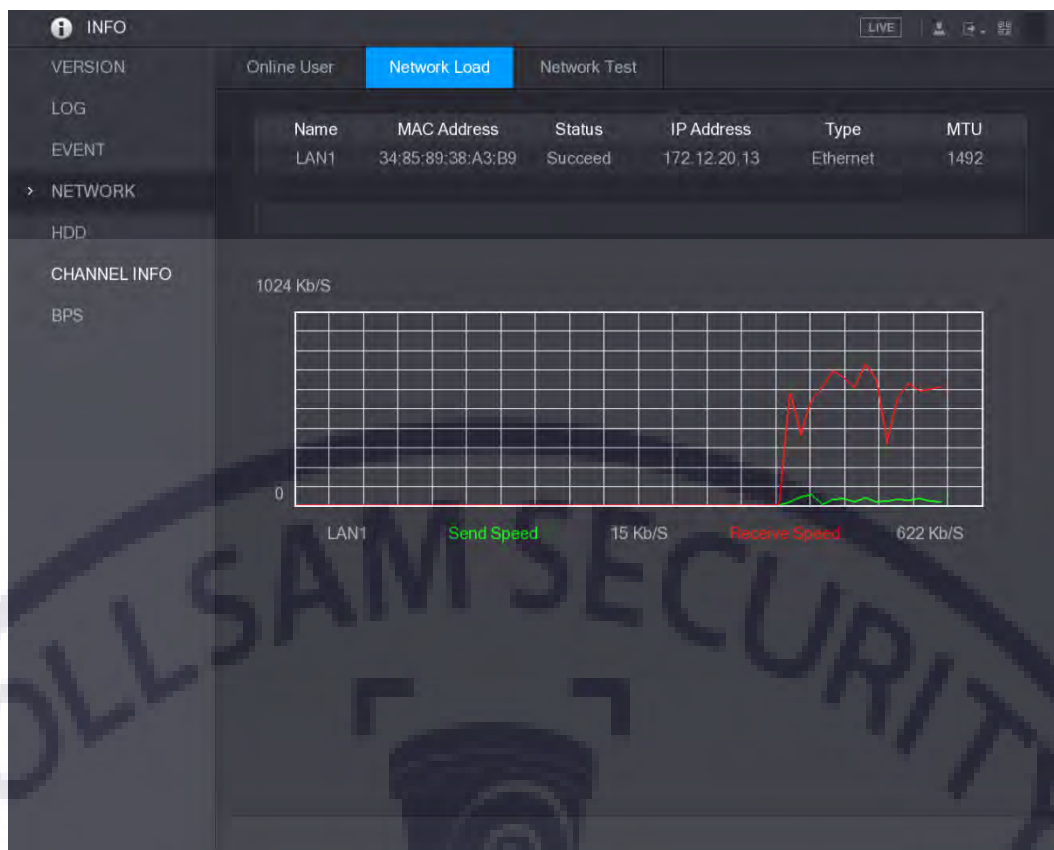 INFO LIVE
VERSION
LOG
EVENT
NETWORK
HDD
CHANNEL INFO
BPS
Online User Network Load Network Test
Name MAC Address Status IP Address Type MTU
LAN1 34:85:89:38:A3:B9 Succeed 172.12.20.13 Ethernet 1492
1024 Kb/S
0
LAN1 Send Speed 15 Kb/S Receive Speed 622 Kb/S
OLLSAM SECURITY